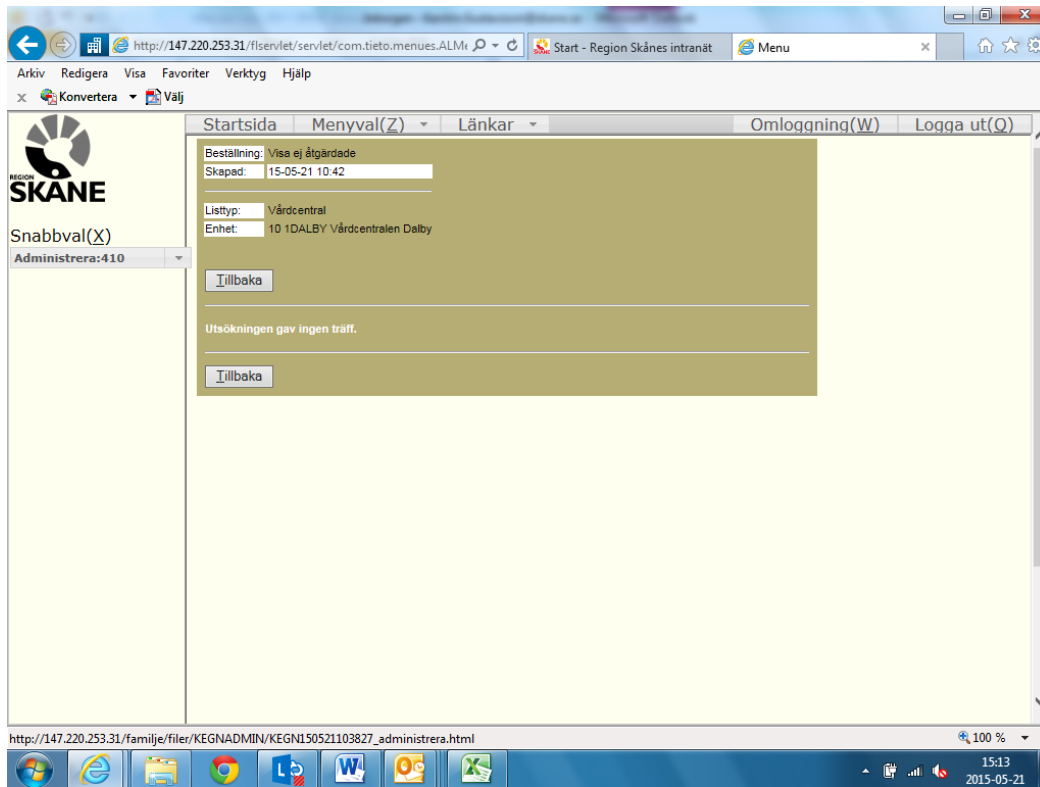 http://147.220.253.31/flservlet/servlet/com.tieto.menues.ALMe
Start - Region Skånes intranät
Menu
Arkiv Redigera Visa Favoriter Verktyg Hjälp
x Konvertera Välj
REGION
SKÅNE
Startsida Menyval(Z) Länkar Omloggning(W) Logga ut(Q)
Snabbval(X)
Administrera:410
Beställning: Visa ej åtgärdade
Skapad: 15-05-21 10:42
Listtyp: Vårdcentral
Enhet: 10 1DALBY Vårdcentralen Dalby
Tillbaka
Utsökningen gav ingen träff.
Tillbaka
http://147.220.253.31/familje/filer/KEGNADMIN/KEGN150521103827_administrera.html
100 %
15:13
2015-05-21